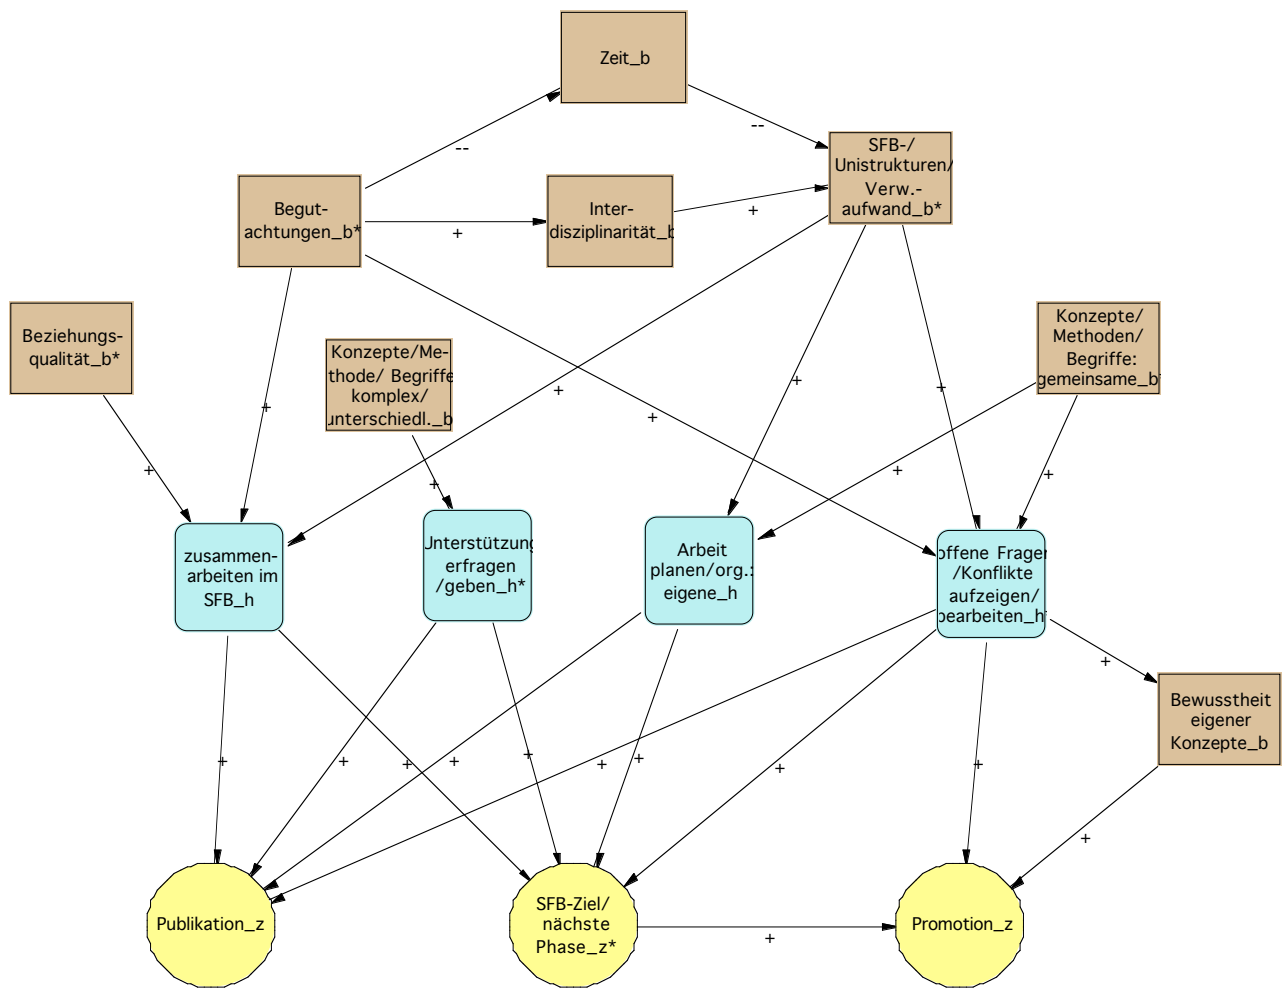 Zeit_b
--
--
SFB-/
Unistrukturen/
Verw.-
aufwand_b*
Begut-
achtungen_b*
+
Inter-
disziplinarität_b
+
Beziehungs-
qualität_b*
Konzepte/Me-
thode/ Begriffe
komplex/
unterschiedl._b
Konzepte/
Methoden/
Begriffe:
gemeinsame_b
+
+
+
+
+
+
+
+
+
zusammen-
arbeiten im
SFB_h
Unterstützung
erfragen
/geben_h*
Arbeit
planen/org.:
eigene_h
offene Fragen
/Konflikte
aufzeigen/
bearbeiten_h*
+
Bewusstheit
eigener
Konzepte_b
+
+
+
+
+
+
+
+
+
+
Publikation_z
SFB-Ziel/
nächste
Phase_z*
+
Promotion_z